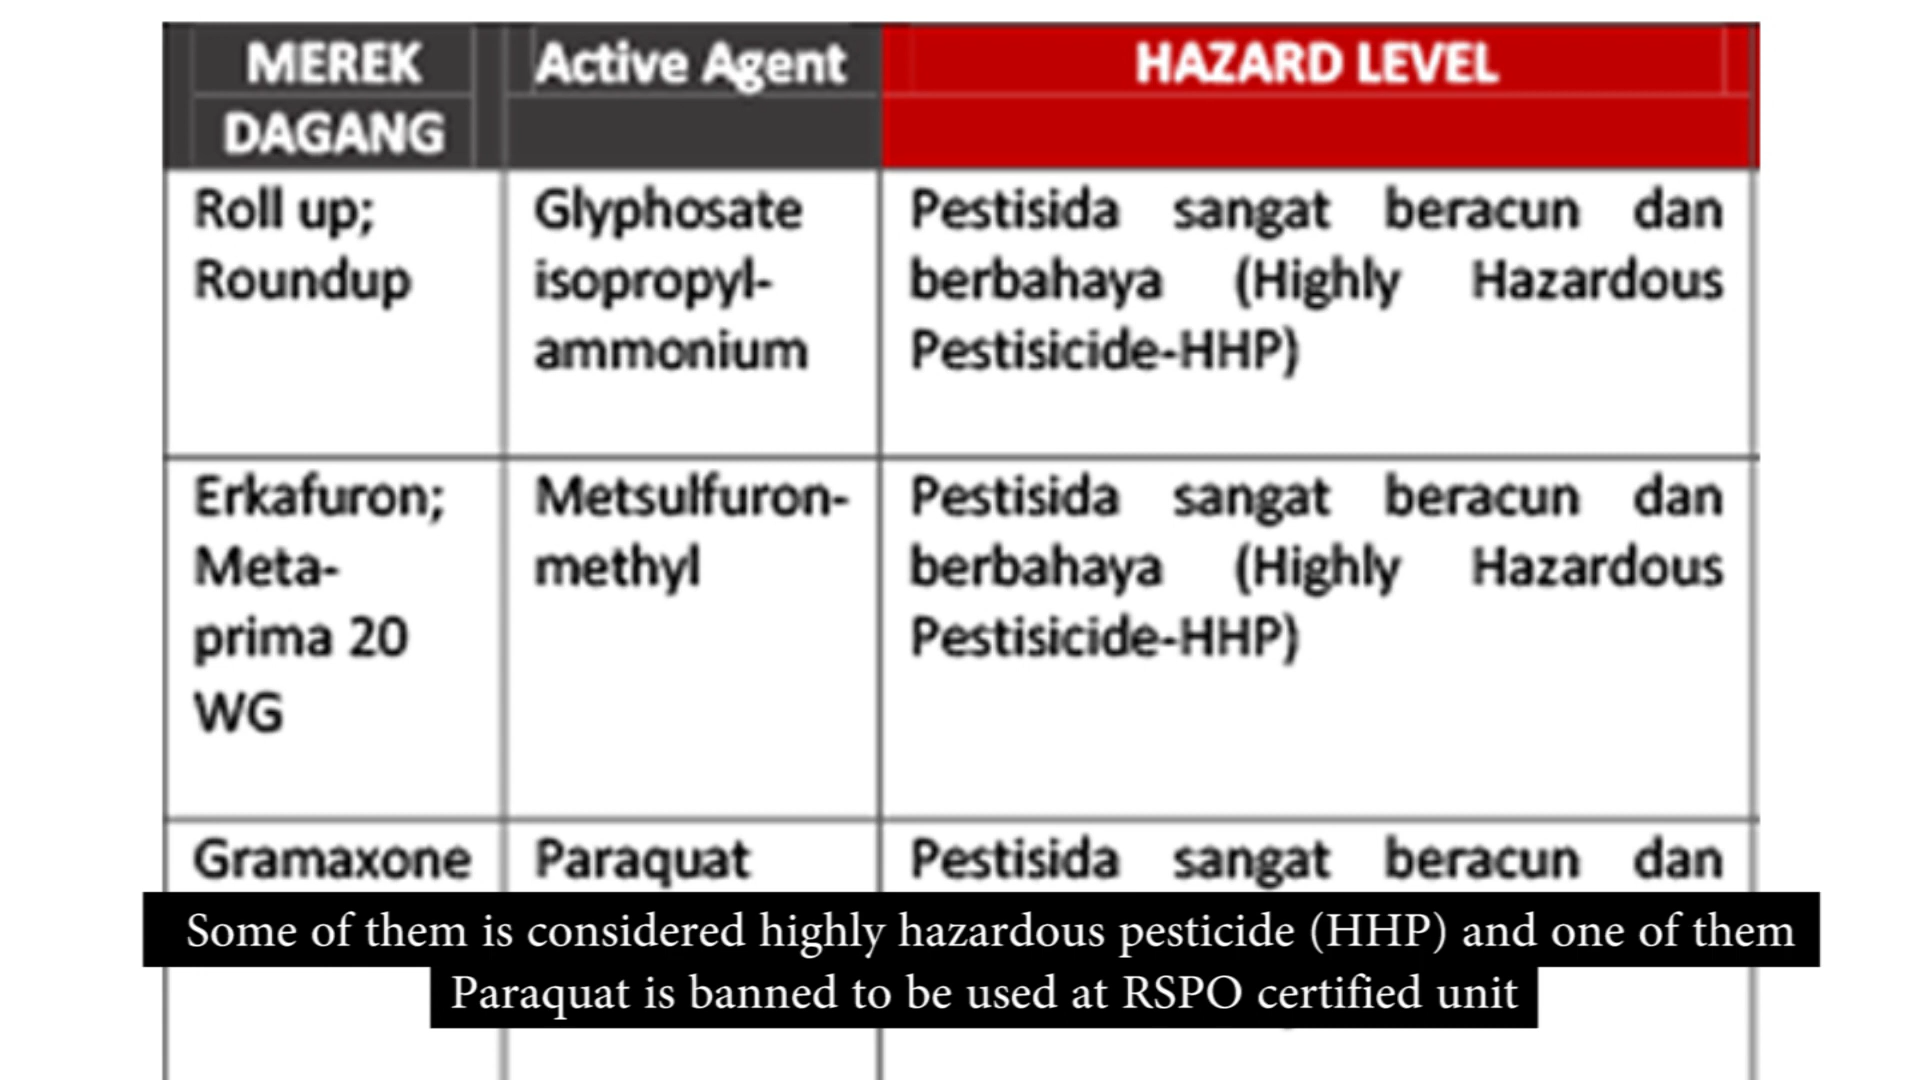 MEREK
DAGANG
Active Agent
HAZARD LEVEL
Roll up;
Roundup
Glyphosate
isopropyl-
ammonium
Pestisida sangat beracun dan
berbahaya (Highly Hazardous
Pestisicide-HHP)
Erkafuron;
Meta-
prima 20
WG
Metsulfuron-
methyl
Pestisida sangat beracun dan
berbahaya (Highly Hazardous
Pestisicide-HHP)
Gramaxone
Paraquat
Pestisida sangat beracun dan
Some of them is considered highly hazardous pesticide (HHP) and one of them
Paraquat is banned to be used at RSPO certified unit